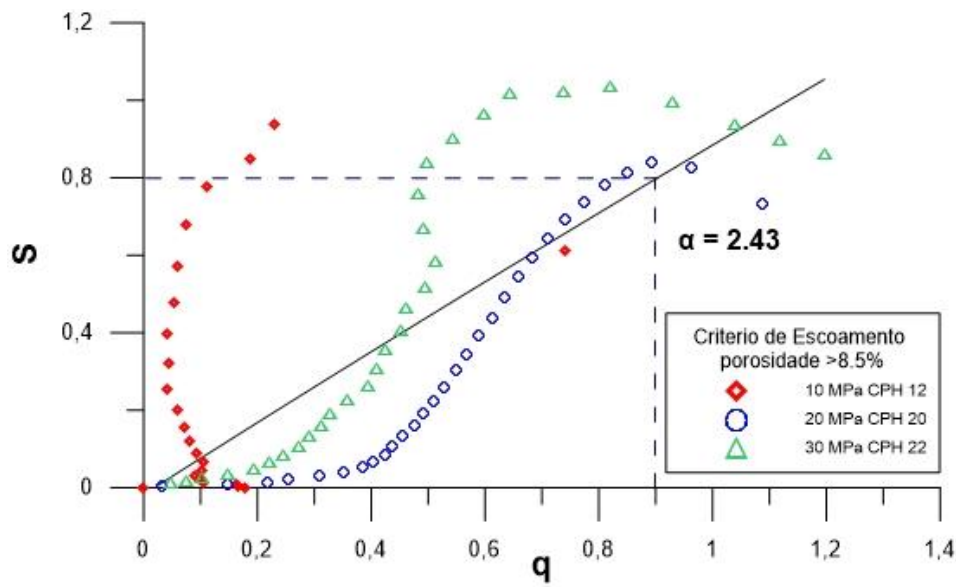 1,2
0,8
0,4
0
S
0
0,2
0,4
0,6
0,8
1
1,2
1,4
q
α = 2.43
Criterio de Escoamento
porosidade >8.5%
10 MPa CPH 12
20 MPa CPH 20
30 MPa CPH 22